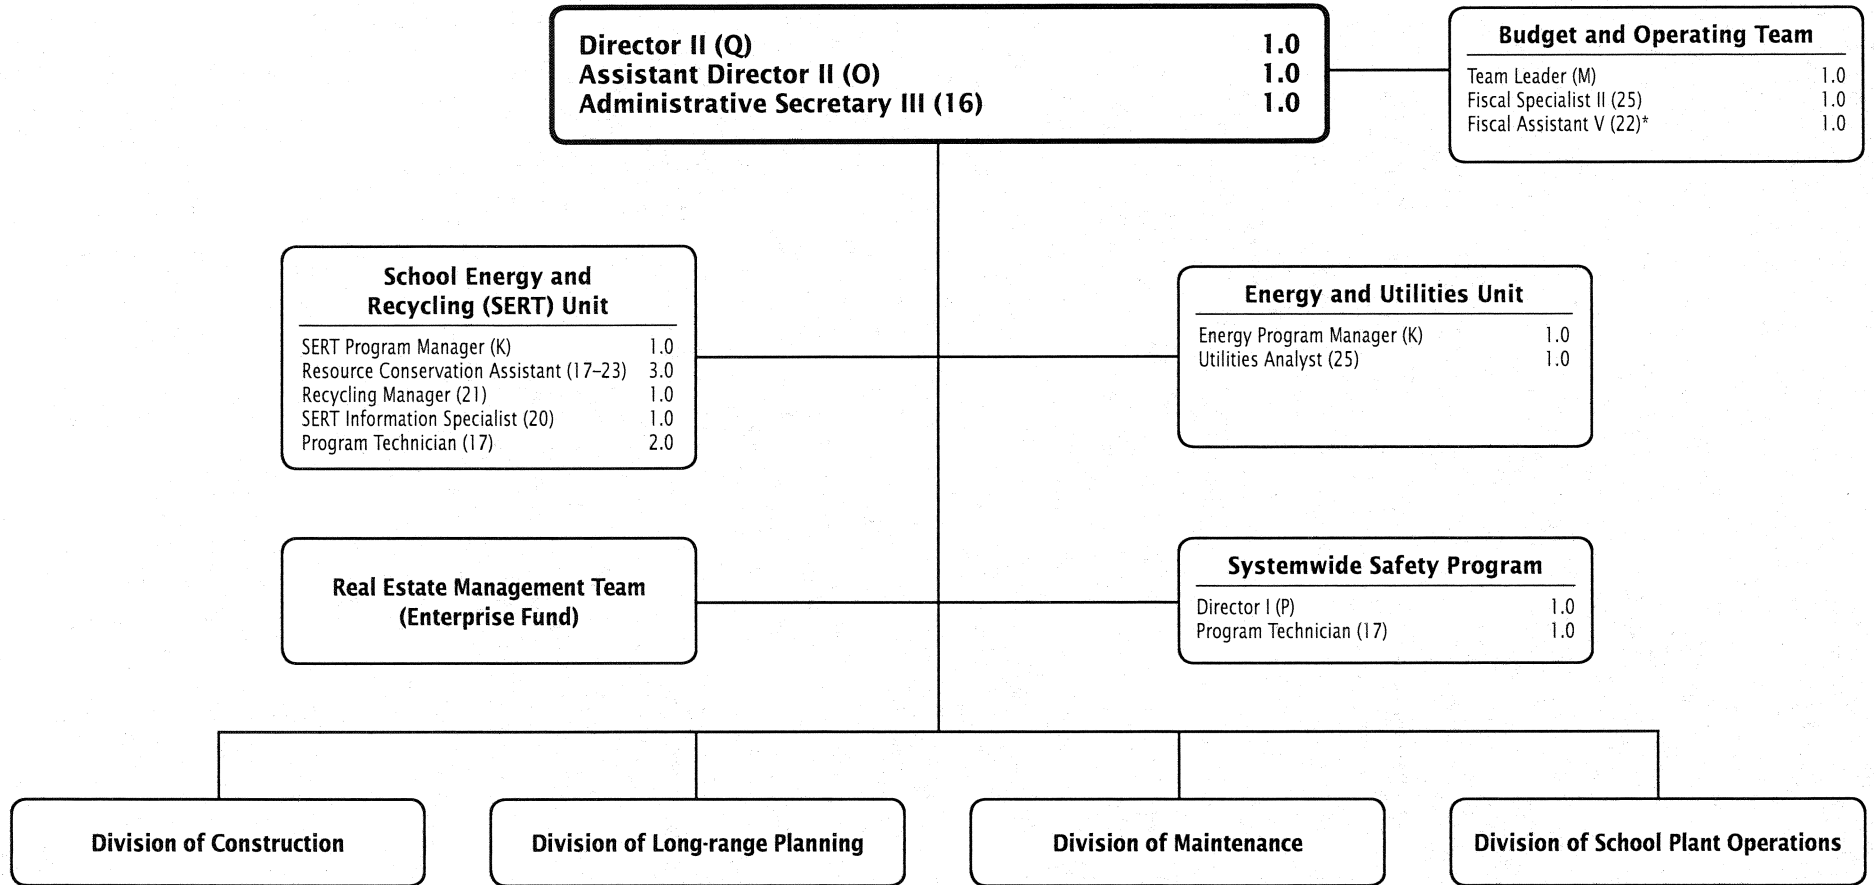 Director II (Q) 1.0
Assistant Director II (O) 1.0
Administrative Secretary III (16) 1.0
Budget and Operating Team
Team Leader (M) 1.0
Fiscal Specialist II (25) 1.0
Fiscal Assistant V (22)* 1.0
School Energy and
Recycling (SERT) Unit
SERT Program Manager (K) 1.0
Resource Conservation Assistant (17–23) 3.0
Recycling Manager (21) 1.0
SERT Information Specialist (20) 1.0
Program Technician (17) 2.0
Energy and Utilities Unit
Energy Program Manager (K) 1.0
Utilities Analyst (25) 1.0
Real Estate Management Team
(Enterprise Fund)
Systemwide Safety Program
Director I (P) 1.0
Program Technician (17) 1.0
Division of Construction
Division of Long-range Planning
Division of Maintenance
Division of School Plant Operations